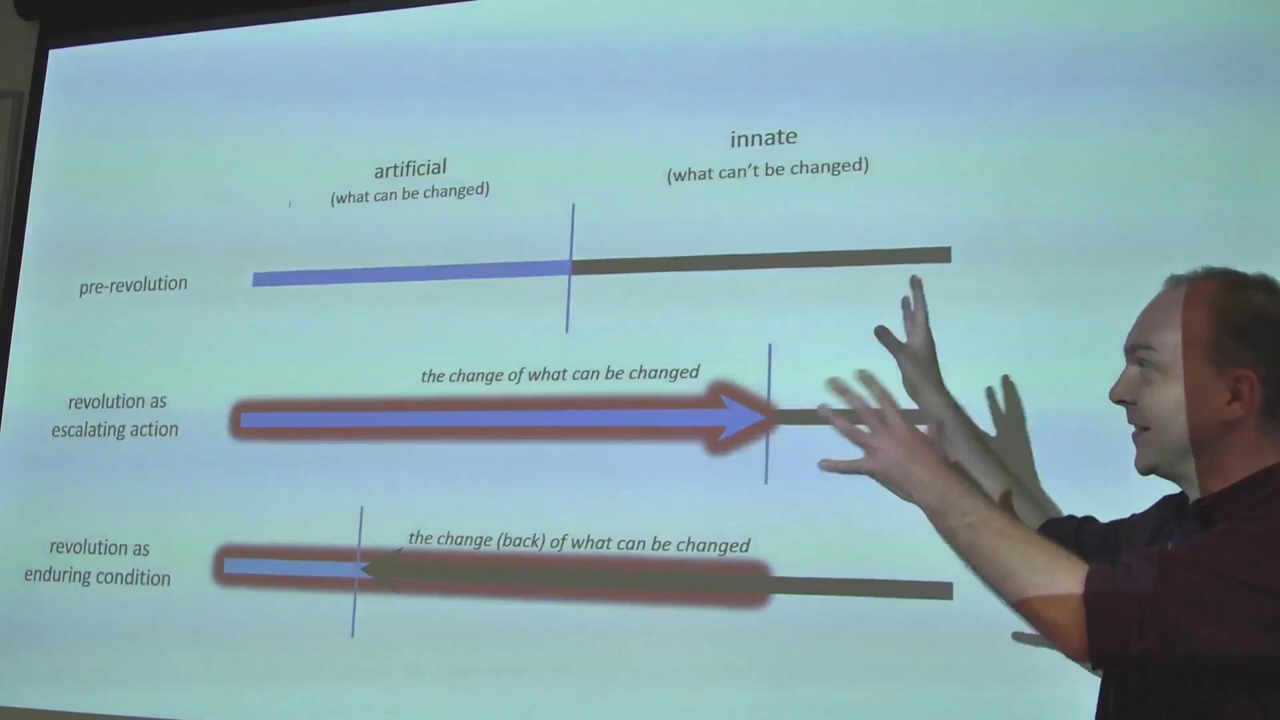 artificial
(what can be changed)
innate
(what can't be changed)
pre-revolution
revolution as
escalating action
the change of what can be changed
revolution as
enduring condition
the change (back) of what can be changed